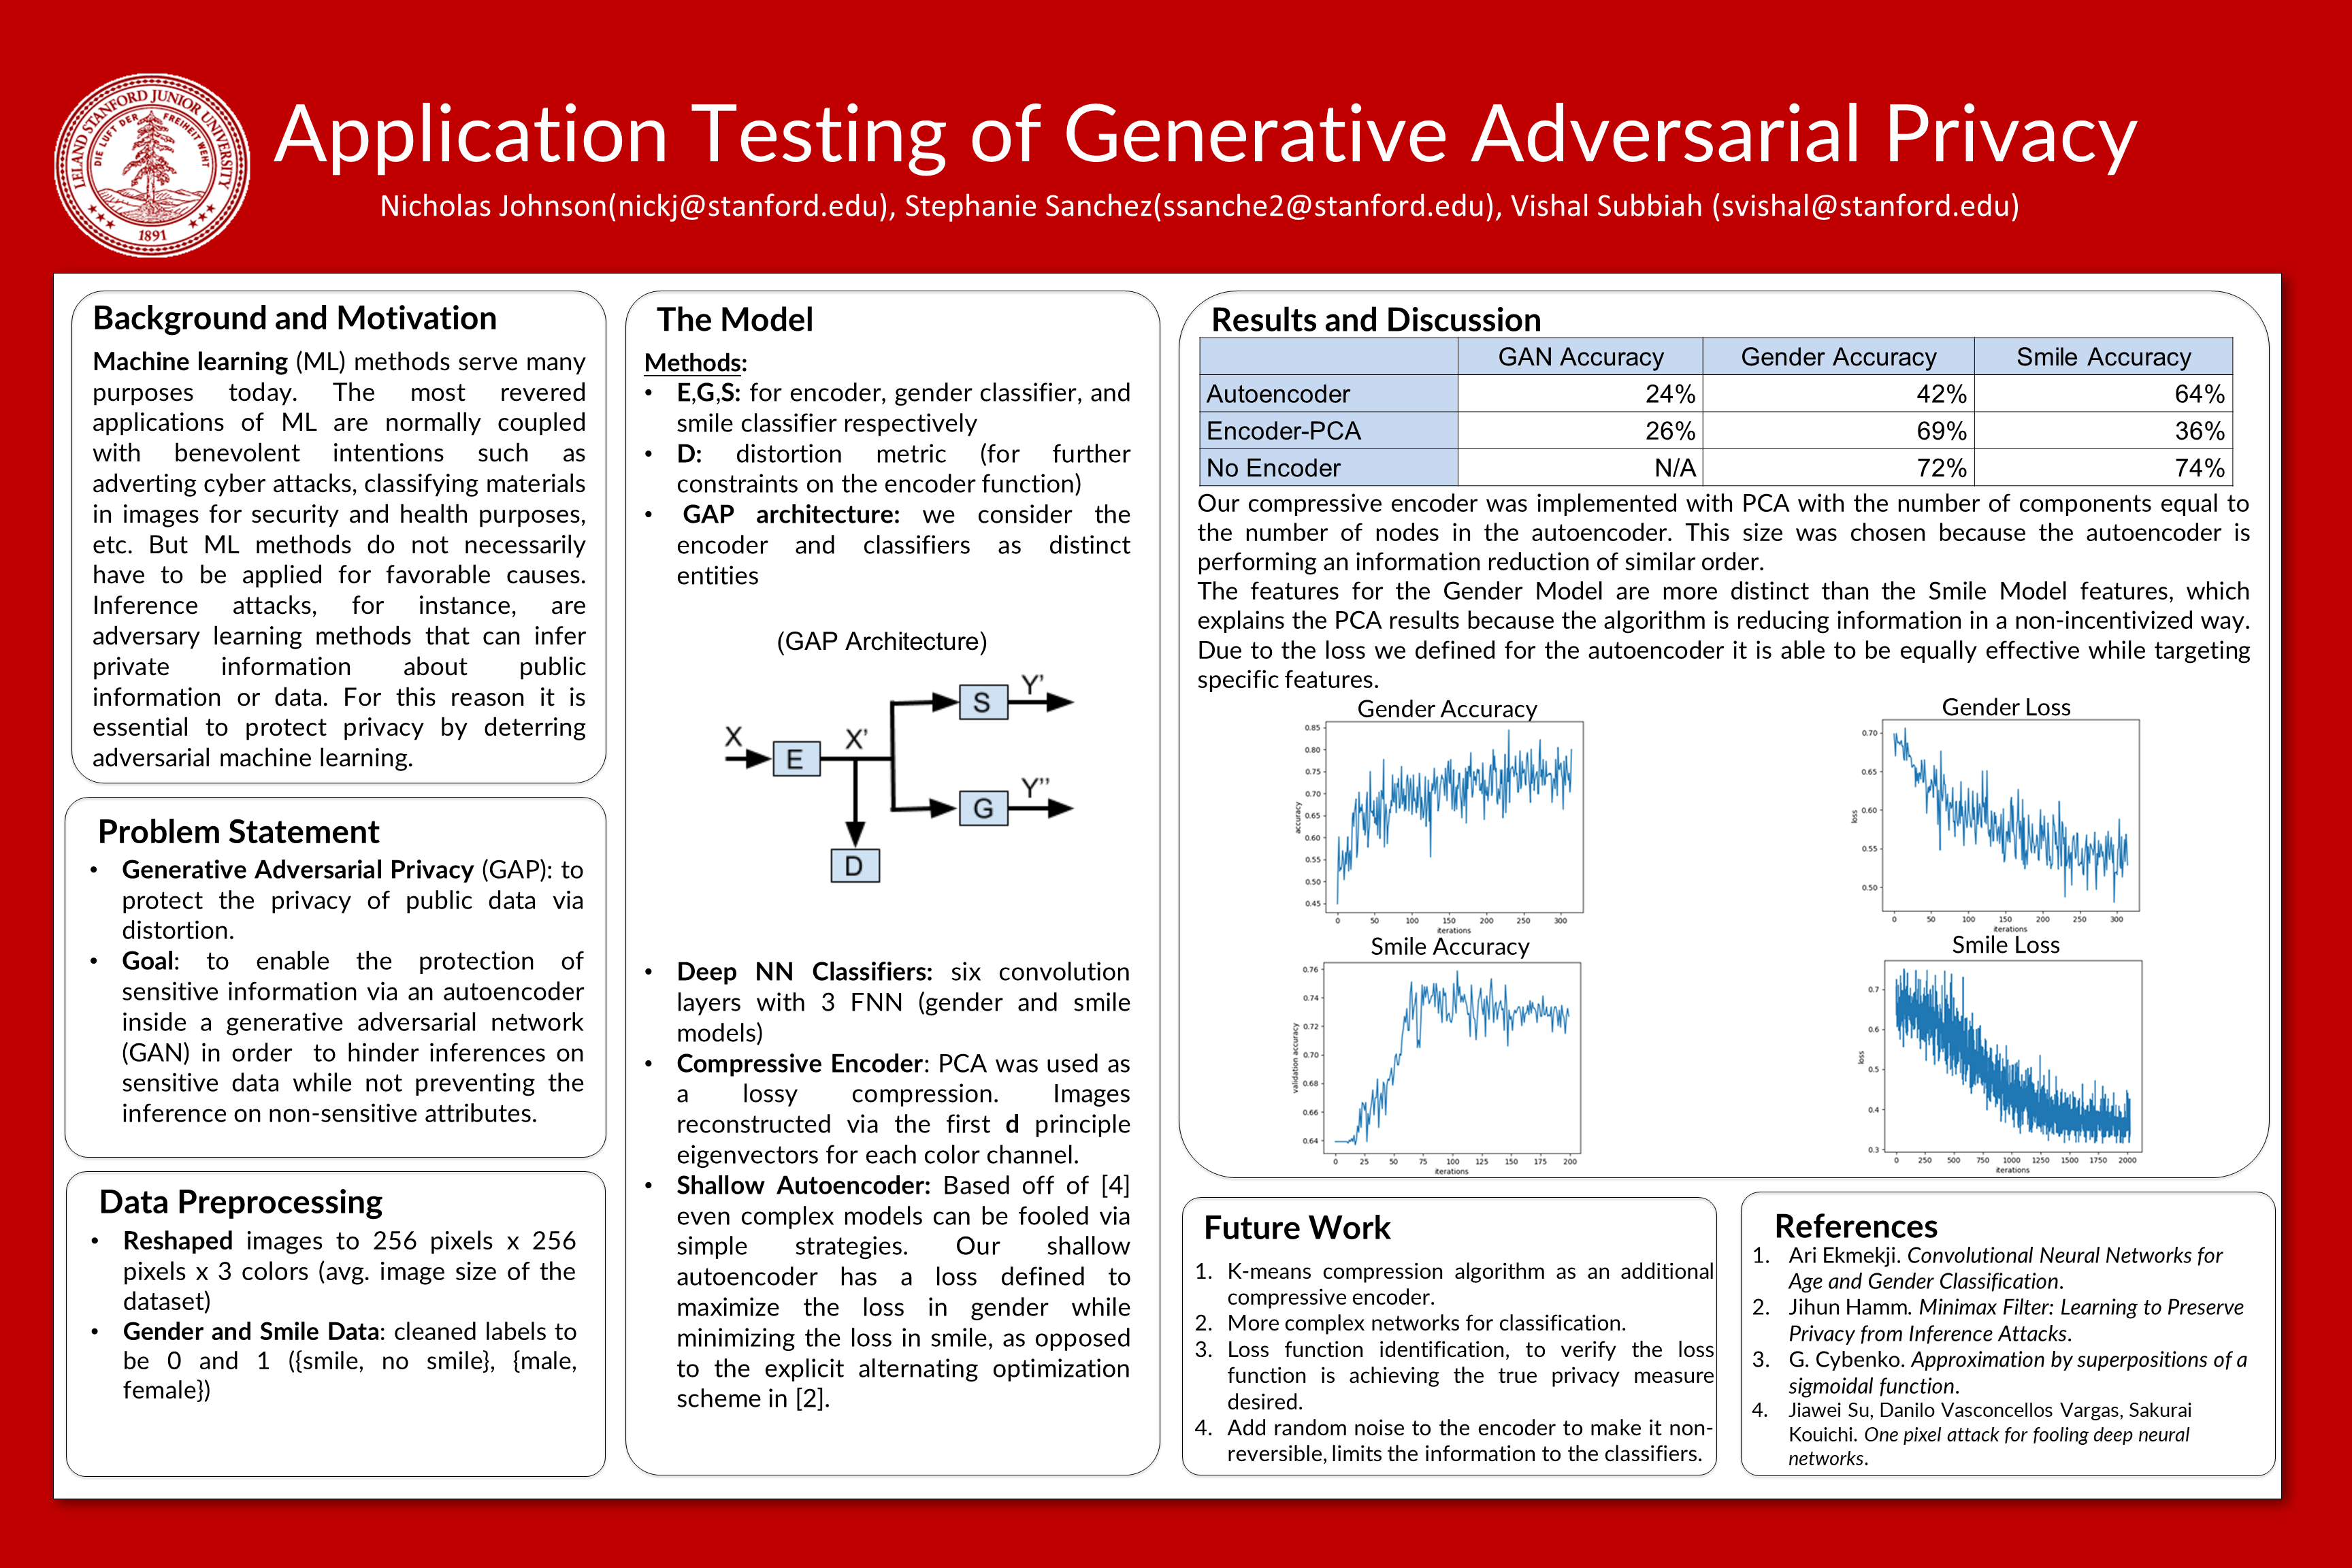 LELAND STANFORD JUNIOR UNIVERSITY
DIE LUFT DER FREIHEIT WEHT
1891
Application Testing of Generative Adversarial Privacy
Nicholas Johnson(nickj@stanford.edu), Stephanie Sanchez(ssanche2@stanford.edu), Vishal Subbiah (svishal@stanford.edu)
Background and Motivation
Machine learning (ML) methods serve many
purposes today. The most revered
applications of ML are normally coupled
with benevolent intentions such as
adverting cyber attacks, classifying materials
in images for security and health purposes,
etc. But ML methods do not necessarily
have to be applied for favorable causes.
Inference attacks, for instance, are
adversary learning methods that can infer
private information about public
information or data. For this reason it is
essential to protect privacy by deterring
adversarial machine learning.
Problem Statement
• Generative Adversarial Privacy (GAP): to
protect the privacy of public data via
distortion.
• Goal: to enable the protection of
sensitive information via an autoencoder
inside a generative adversarial network
(GAN) in order to hinder inferences on
sensitive data while not preventing the
inference on non-sensitive attributes.
Data Preprocessing
• Reshaped images to 256 pixels x 256
pixels x 3 colors (avg. image size of the
dataset)
• Gender and Smile Data: cleaned labels to
be 0 and 1 ({smile, no smile}, {male,
female})
The Model
Methods:
• E,G,S: for encoder, gender classifier, and
smile classifier respectively
• D: distortion metric (for further
constraints on the encoder function)
• GAP architecture: we consider the
encoder and classifiers as distinct
entities
(GAP Architecture)
X
E
X'
S
Y'
G
Y''
D
• Deep NN Classifiers: six convolution
layers with 3 FNN (gender and smile
models)
• Compressive Encoder: PCA was used as
a lossy compression. Images
reconstructed via the first d principle
eigenvectors for each color channel.
• Shallow Autoencoder: Based off of [4]
even complex models can be fooled via
simple strategies. Our shallow
autoencoder has a loss defined to
maximize the loss in gender while
minimizing the loss in smile, as opposed
to the explicit alternating optimization
scheme in [2].
Results and Discussion
GAN Accuracy Gender Accuracy Smile Accuracy
Autoencoder 24% 42% 64%
Encoder-PCA 26% 69% 36%
No Encoder N/A 72% 74%
Our compressive encoder was implemented with PCA with the number of components equal to
the number of nodes in the autoencoder. This size was chosen because the autoencoder is
performing an information reduction of similar order.
The features for the Gender Model are more distinct than the Smile Model features, which
explains the PCA results because the algorithm is reducing information in a non-incentivized way.
Due to the loss we defined for the autoencoder it is able to be equally effective while targeting
specific features.
Gender Accuracy
accuracy
0.85
0.80
0.75
0.70
0.65
0.60
0.55
0.50
0.45
0 50 100 150 200 250 300
iterations
Gender Loss
loss
0.70
0.65
0.60
0.55
0.50
0 50 100 150 200 250 300
iterations
Smile Accuracy
validation accuracy
0.76
0.74
0.72
0.70
0.68
0.66
0.64
0 25 50 75 100 125 150 175 200
iterations
Smile Loss
loss
0.7
0.6
0.5
0.4
0.3
0 250 500 750 1000 1250 1500 1750 2000
iterations
Future Work
1. K-means compression algorithm as an additional
compressive encoder.
2. More complex networks for classification.
3. Loss function identification, to verify the loss
function is achieving the true privacy measure
desired.
4. Add random noise to the encoder to make it non-
reversible, limits the information to the classifiers.
References
1. Ari Ekmekji. Convolutional Neural Networks for
Age and Gender Classification.
2. Jihun Hamm. Minimax Filter: Learning to Preserve
Privacy from Inference Attacks.
3. G. Cybenko. Approximation by superpositions of a
sigmoidal function.
4. Jiawei Su, Danilo Vasconcellos Vargas, Sakurai
Kouichi. One pixel attack for fooling deep neural
networks.